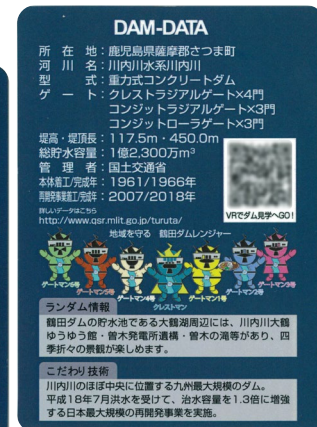 DAM-DATA
所在地：鹿児島県薩摩郡さつま町
河川名：川内川水系川内川
型式：重力式コンクリートダム
ゲート：クレストラジアルゲート×4門
コンジットラジアルゲート×3門
コンジットローラゲート×3門
堤高・堤頂長：117.5m・450.0m
総貯水容量：1億2,300万m³
管理者：国土交通省
本体着工/完成年：1961/1966年
再開発事業着工/完成年：2007/2018年
詳しいデータはこちら
http://www.qsr.mlit.go.jp/turuta/
VRでダム見学へGO！
地域を守る 鶴田ダムレンジャー
ゲートマン6号
ゲートマン5号
ゲートマン4号
クレストマン
ゲートマン1号
ゲートマン2号
ゲートマン3号
ランダム情報
鶴田ダムの貯水池である大鶴湖周辺には、川内川大鶴
ゆうゆう館・曽木発電所遺構・曽木の滝等があり、四
季折々の景観が楽しめます。
こだわり技術
川内川のほぼ中央に位置する九州最大規模のダム。
平成18年7月洪水を受けて、治水容量を1.3倍に増強
する日本最大規模の再開発事業を実施。